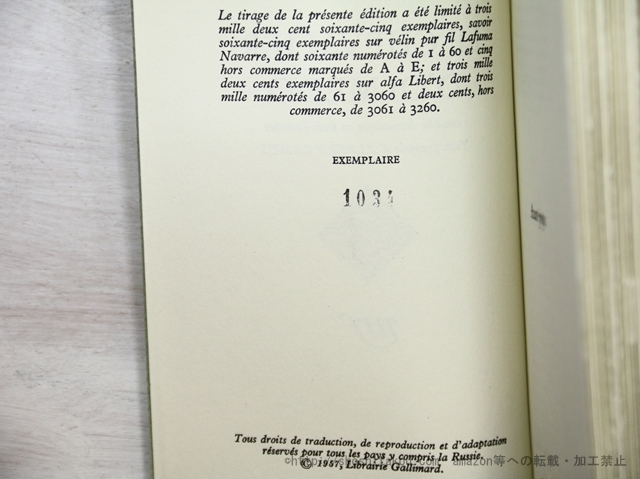 Le tirage de la présente édition a été limité à trois
mille deux cent soixante-cinq exemplaires, savoir
soixante-cinq exemplaires sur vélin pur fil Lafuma
Navarre, dont soixante numérotés de 1 à 60 et cinq
hors commerce marqués de A à E; et trois mille
deux cents exemplaires sur alfa Libert, dont trois
mille numérotés de 61 à 3060 et deux cents, hors
commerce, de 3061 à 3260.
EXEMPLAIRE
Tous droits de traduction, de reproduction et d'adaptation
réservés pour tous les pays y compris la Russie.
© 1957, Librairie Gallimard.
amazon等への転載・加工禁止